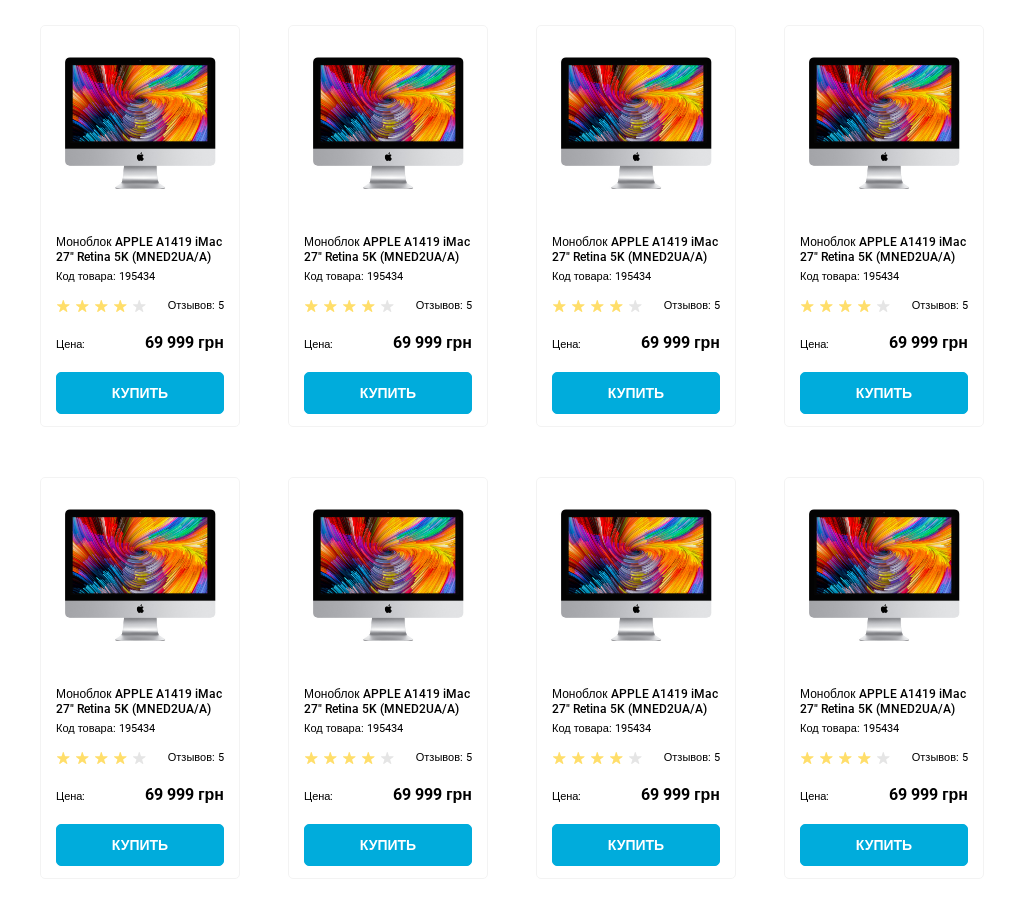 Моноблок APPLE A1419 iMac
27" Retina 5K (MNED2UA/A)
Код товара: 195434
Отзывов: 5
Цена: 69 999 грн
КУПИТЬ
Моноблок APPLE A1419 iMac
27" Retina 5K (MNED2UA/A)
Код товара: 195434
Отзывов: 5
Цена: 69 999 грн
КУПИТЬ
Моноблок APPLE A1419 iMac
27" Retina 5K (MNED2UA/A)
Код товара: 195434
Отзывов: 5
Цена: 69 999 грн
КУПИТЬ
Моноблок APPLE A1419 iMac
27" Retina 5K (MNED2UA/A)
Код товара: 195434
Отзывов: 5
Цена: 69 999 грн
КУПИТЬ
Моноблок APPLE A1419 iMac
27" Retina 5K (MNED2UA/A)
Код товара: 195434
Отзывов: 5
Цена: 69 999 грн
КУПИТЬ
Моноблок APPLE A1419 iMac
27" Retina 5K (MNED2UA/A)
Код товара: 195434
Отзывов: 5
Цена: 69 999 грн
КУПИТЬ
Моноблок APPLE A1419 iMac
27" Retina 5K (MNED2UA/A)
Код товара: 195434
Отзывов: 5
Цена: 69 999 грн
КУПИТЬ
Моноблок APPLE A1419 iMac
27" Retina 5K (MNED2UA/A)
Код товара: 195434
Отзывов: 5
Цена: 69 999 грн
КУПИТЬ